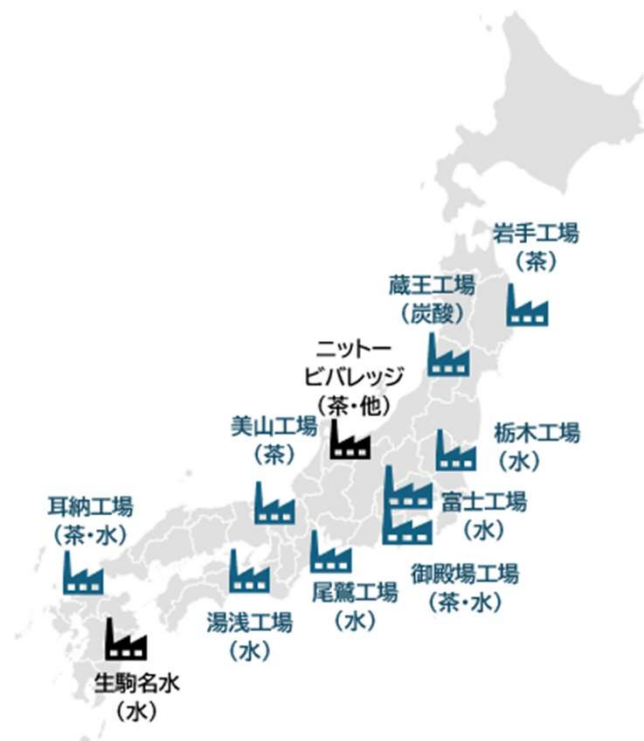 岩手工場
（茶）
蔵王工場
（炭酸）
ニットー
ビバレッジ
（茶・他）
美山工場
（茶）
栃木工場
（水）
富士工場
（水）
耳納工場
（茶・水）
御殿場工場
（茶・水）
尾鷲工場
（水）
湯浅工場
（水）
生駒名水
（水）